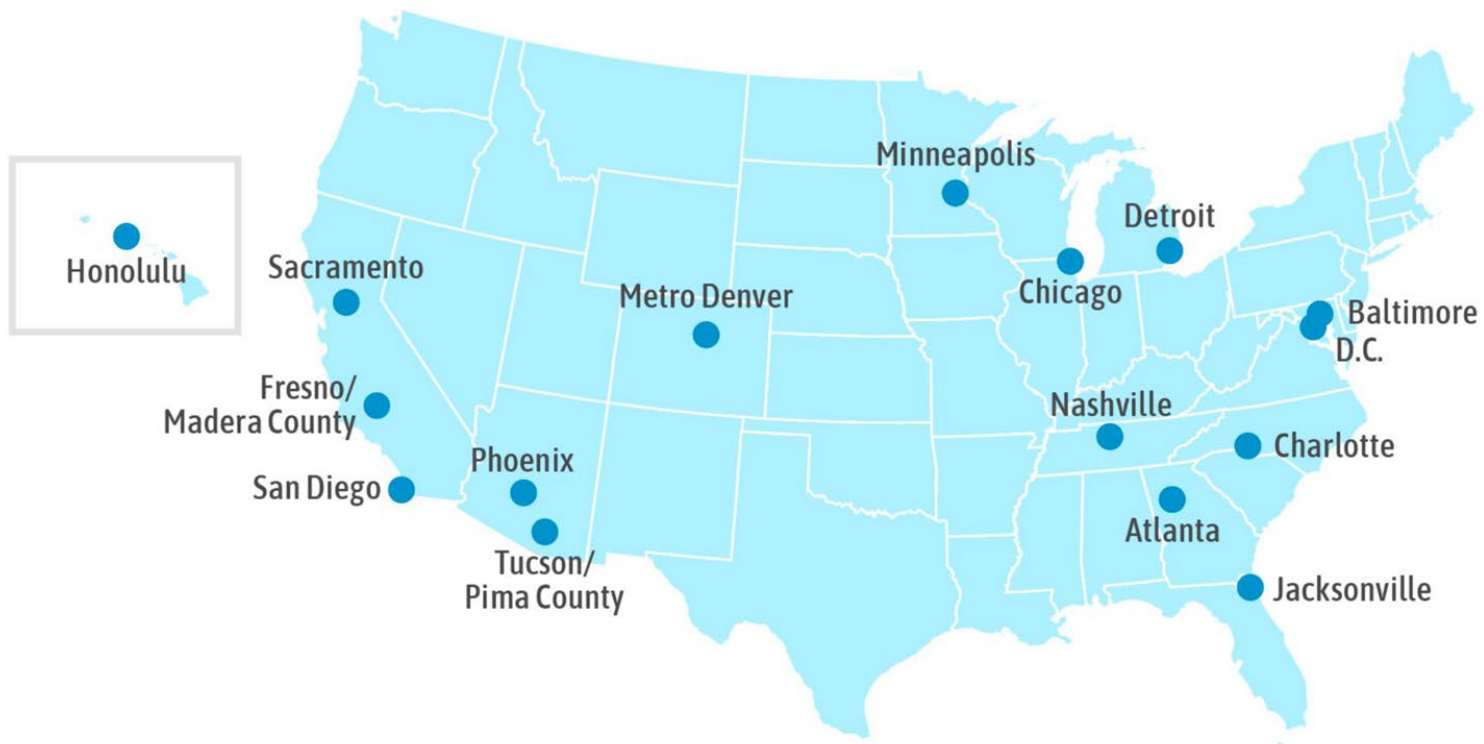 Minneapolis
Detroit
Honolulu
Sacramento
Metro Denver
Chicago
Baltimore
D.C.
Fresno/
Madera County
Nashville
Charlotte
Phoenix
San Diego
Atlanta
Tucson/
Pima County
Jacksonville